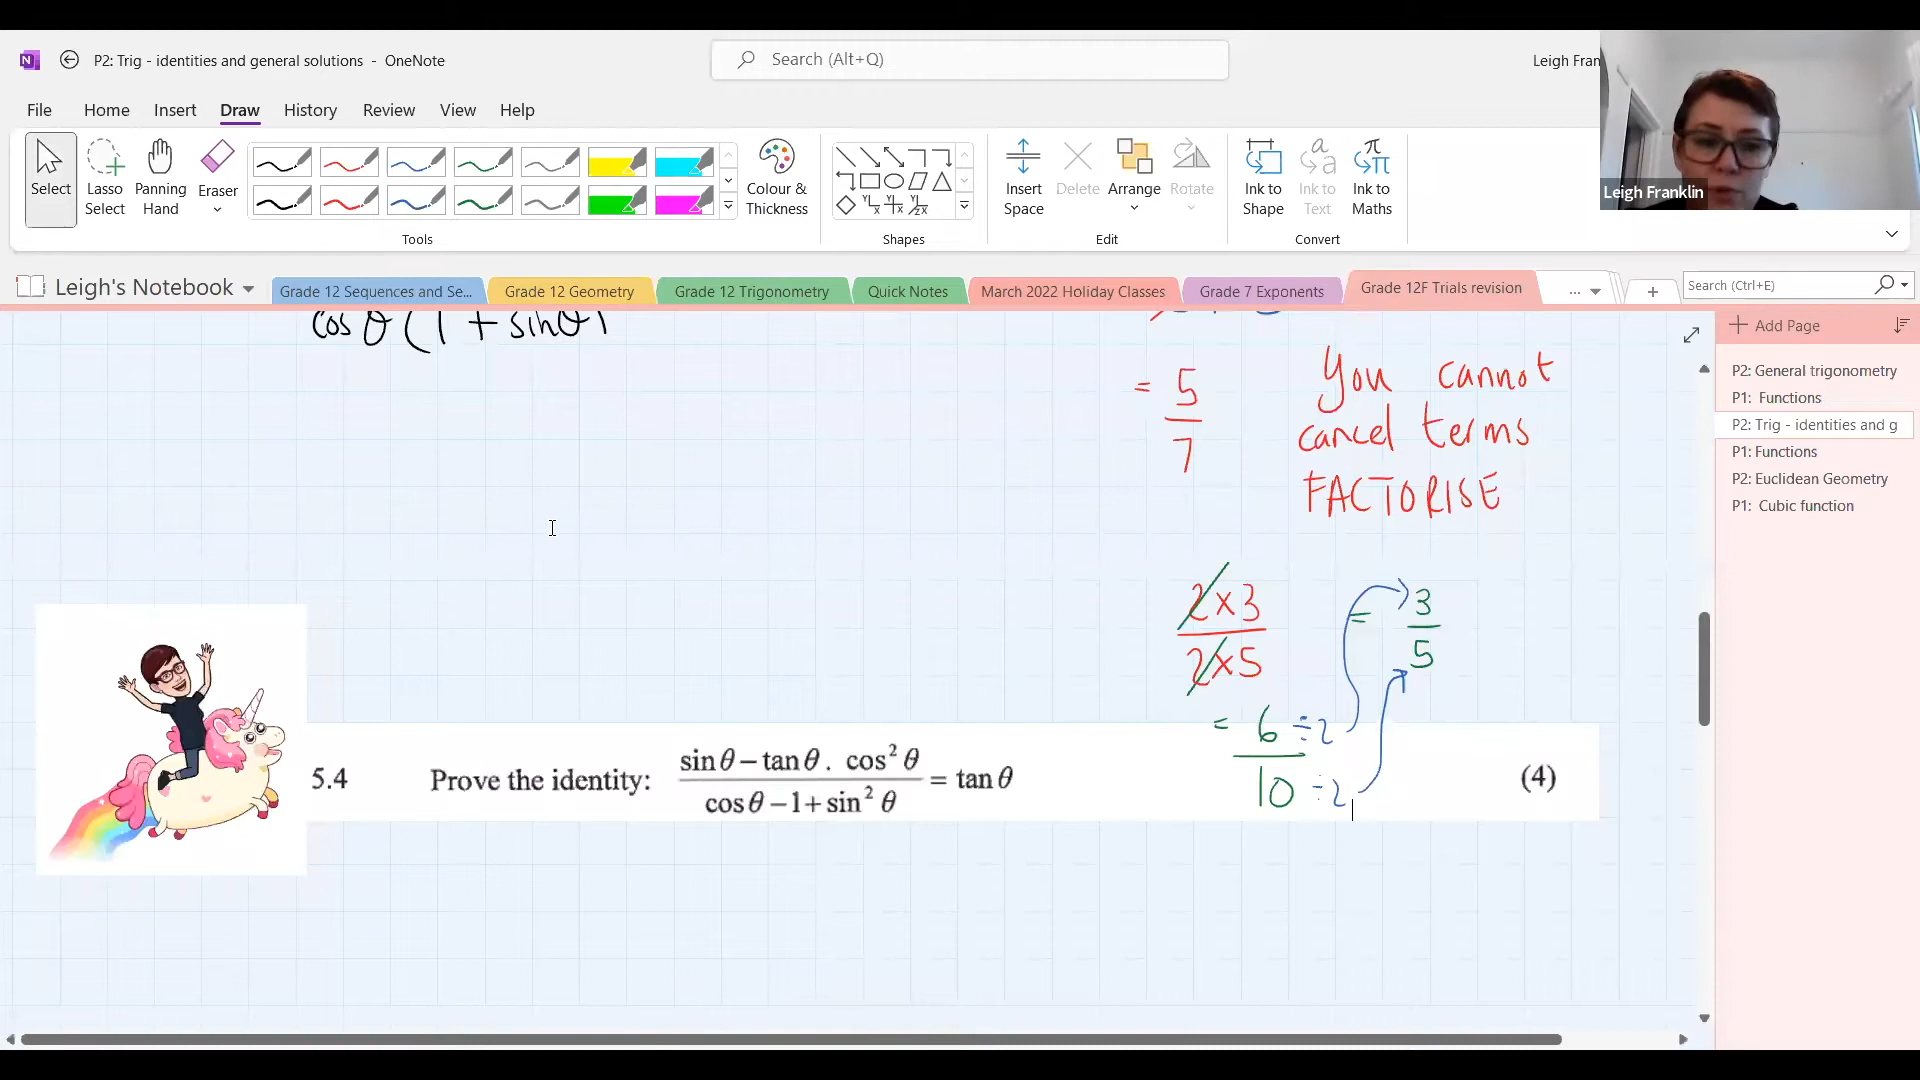 P2: Trig - identities and general solutions - OneNote
Search (Alt+Q)
Leigh Fran
File Home Insert Draw History Review View Help
Select
Lasso Select
Panning Hand
Eraser
Colour & Thickness
Insert Space
Delete
Arrange
Rotate
Ink to Shape
Ink to Text
Ink to Maths
Leigh Franklin
Tools Shapes Edit Convert
Leigh's Notebook
Grade 12 Sequences and Se...
Grade 12 Geometry
Grade 12 Trigonometry
Quick Notes
March 2022 Holiday Classes
Grade 7 Exponents
Grade 12F Trials revision
...
Search (Ctrl+E)
Add Page
P2: General trigonometry
P1: Functions
P2: Trig - identities and g
P1: Functions
P2: Euclidean Geometry
P1: Cubic function
cos θ (1 + sin θ)
= 5
7
You cannot
cancel terms
FACTORISE
2 x 3
2 x 5
= 3
5
= 6 ÷ 2
10 ÷ 2
5.4 Prove the identity: sin θ − tan θ . cos² θ
cos θ − 1 + sin² θ
= tan θ
(4)